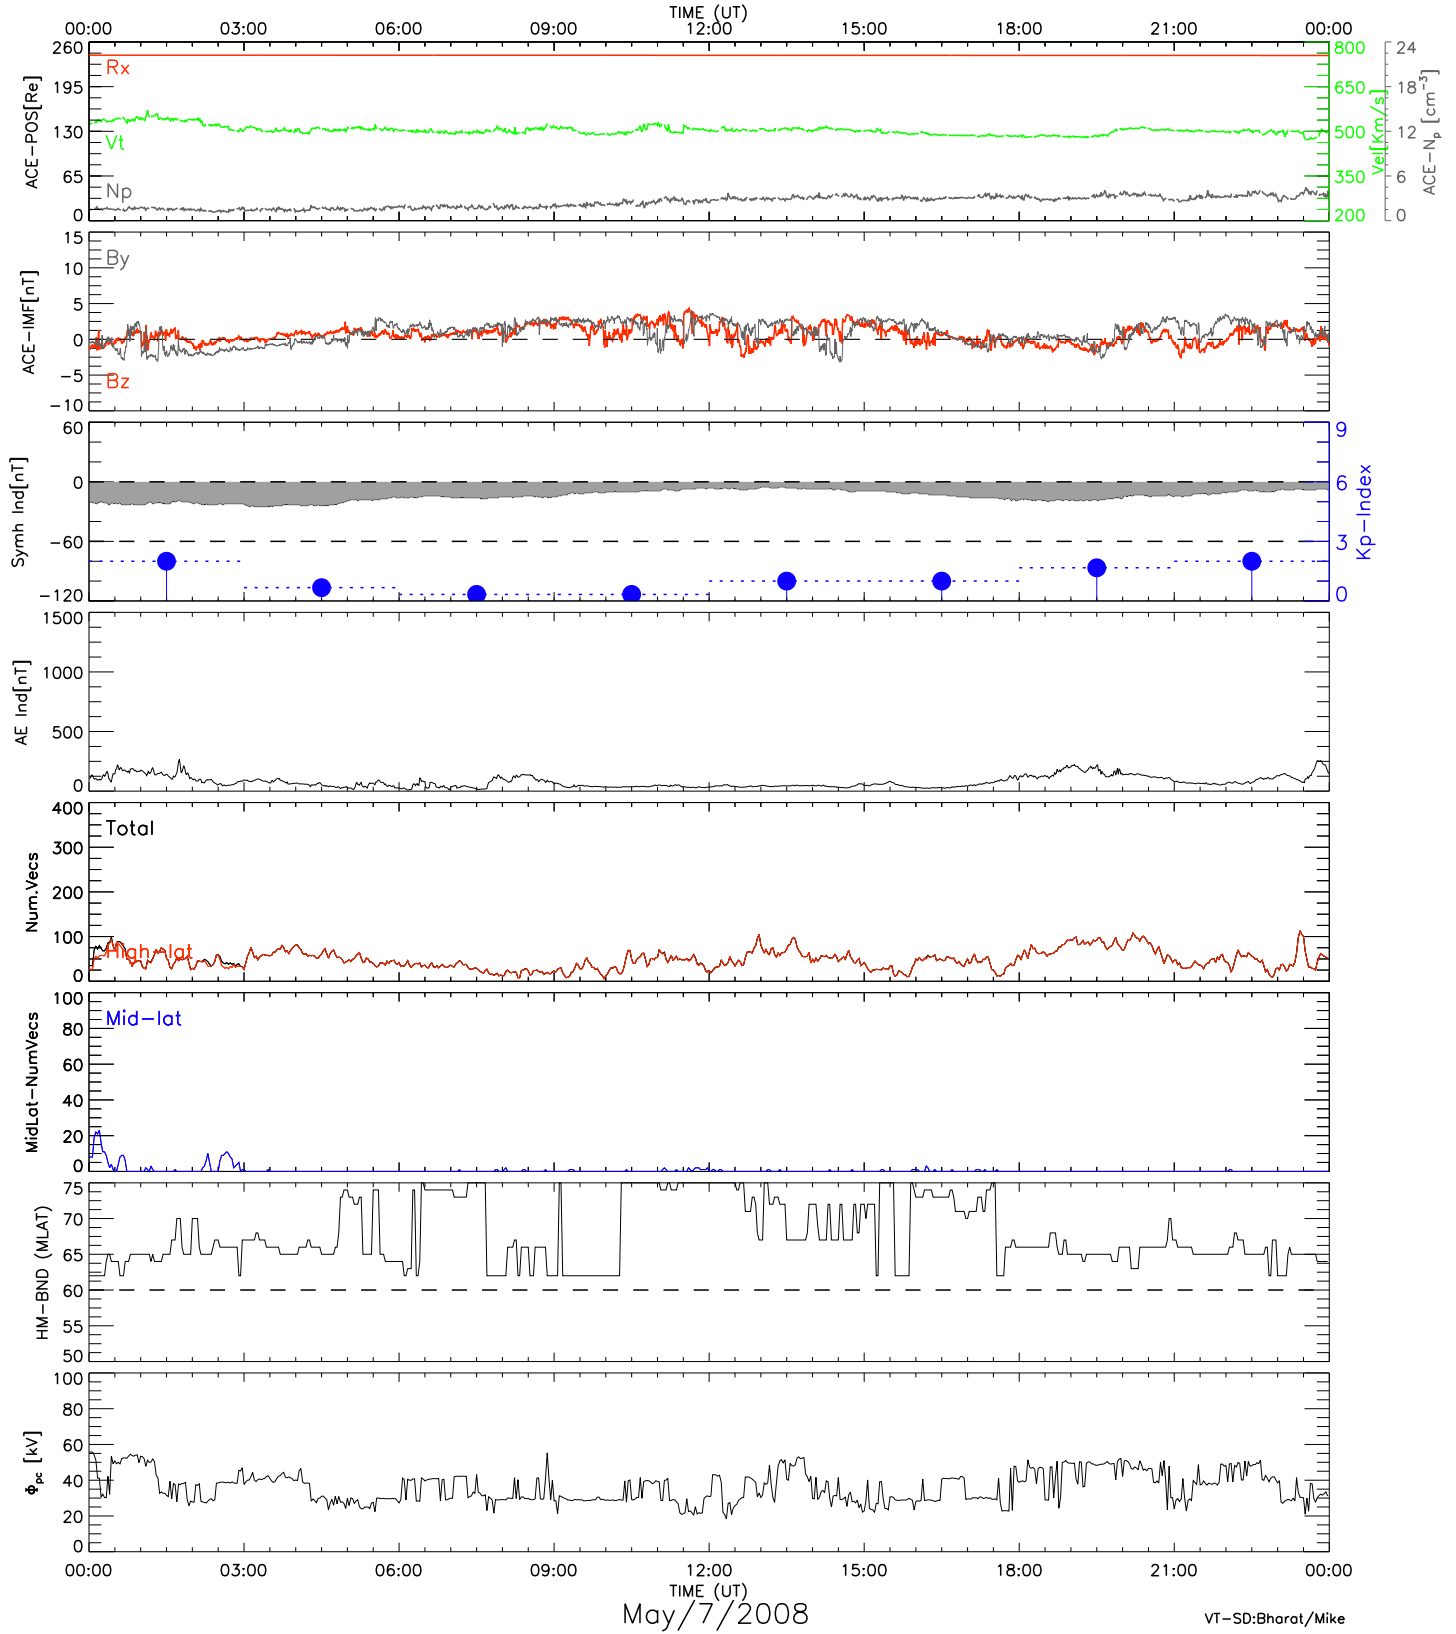 TIME (UT)
00:00 03:00 06:00 09:00 12:00 15:00 18:00 21:00 00:00
ACE-POS[Re]
260
195
130
65
0
Rx
Vt
Np
800
650
500
350
200
Vel[Km/s]
24
18
12
6
0
ACE-Np [cm-3]
ACE-IMF[nT]
15
10
5
0
-5
-10
By
Bz
Symh Ind[nT]
60
0
-60
-120
9
6
3
0
Kp-Index
AE Ind[nT]
1500
1000
500
0
Num.Vecs
400
300
200
100
0
Total
High-lat
MidLat-NumVecs
100
80
60
40
20
0
Mid-lat
HM-BND (MLAT)
75
70
65
60
55
50
Φpc [kV]
100
80
60
40
20
0
00:00 03:00 06:00 09:00 12:00 15:00 18:00 21:00 00:00
TIME (UT)
May/7/2008
VT-SD:Bharat/Mike